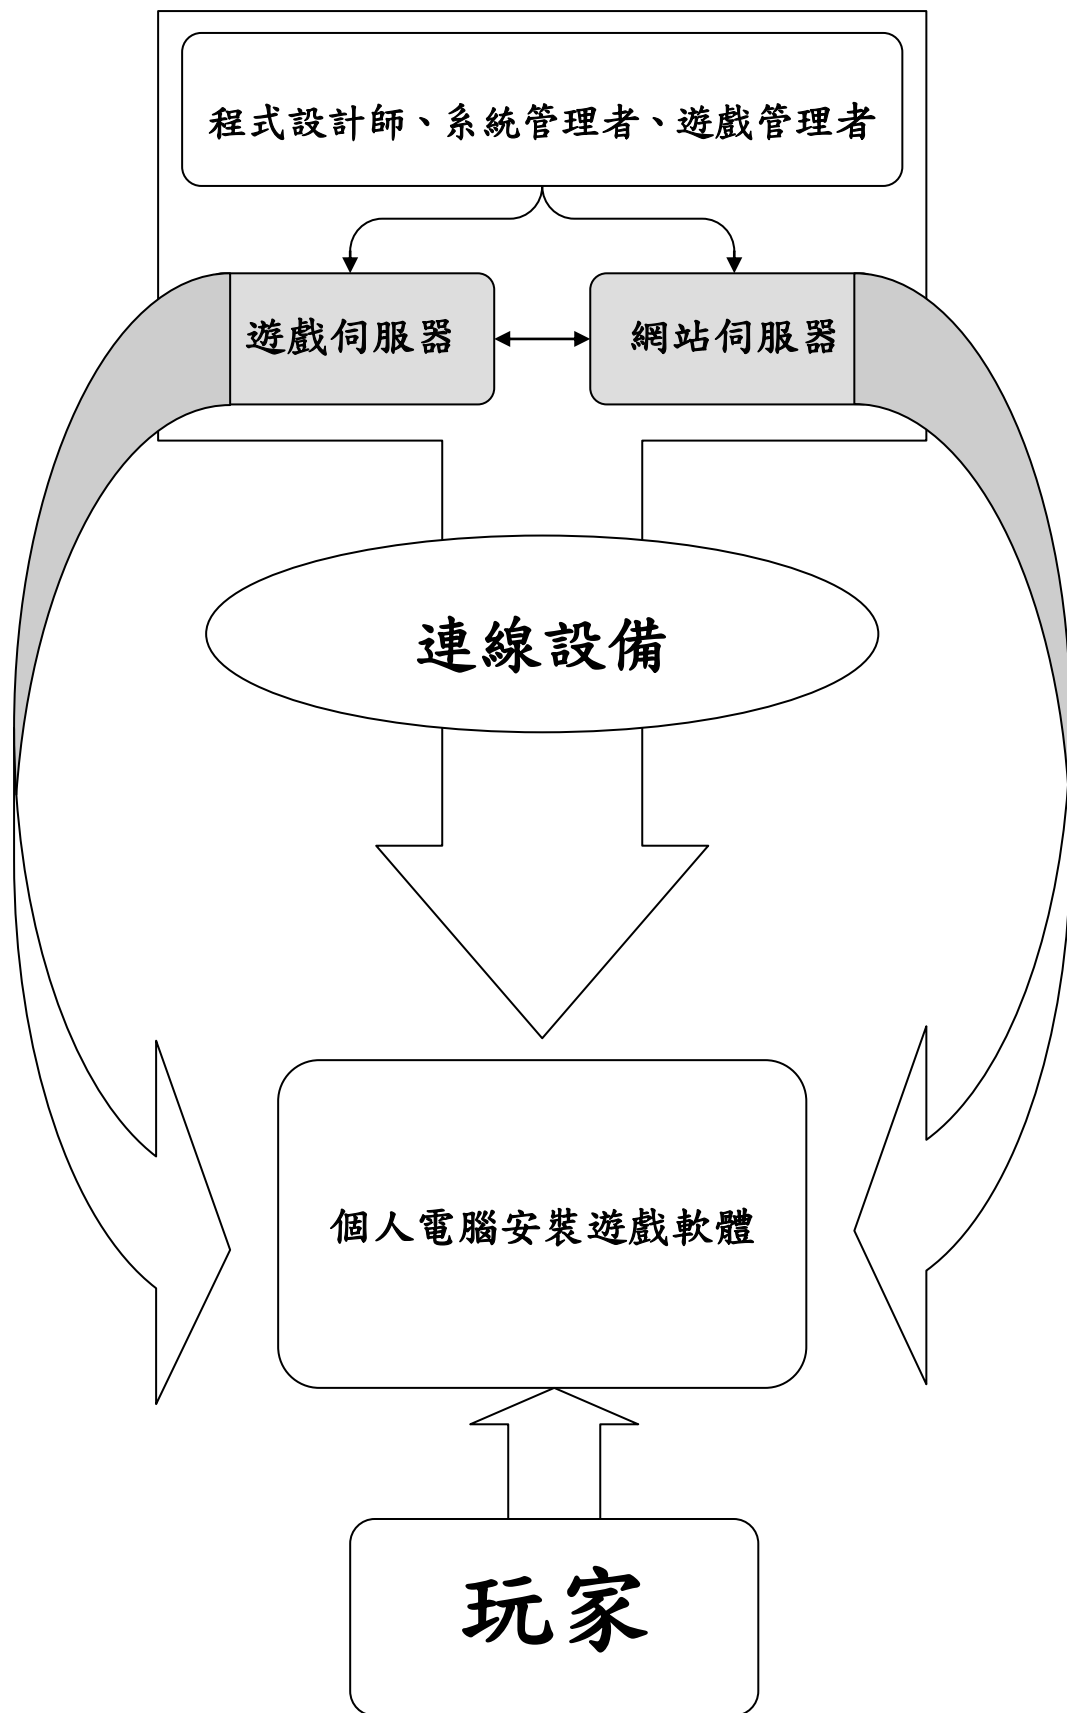 程式設計師、系統管理者、遊戲管理者
遊戲伺服器
網站伺服器
連線設備
個人電腦安裝遊戲軟體
玩家